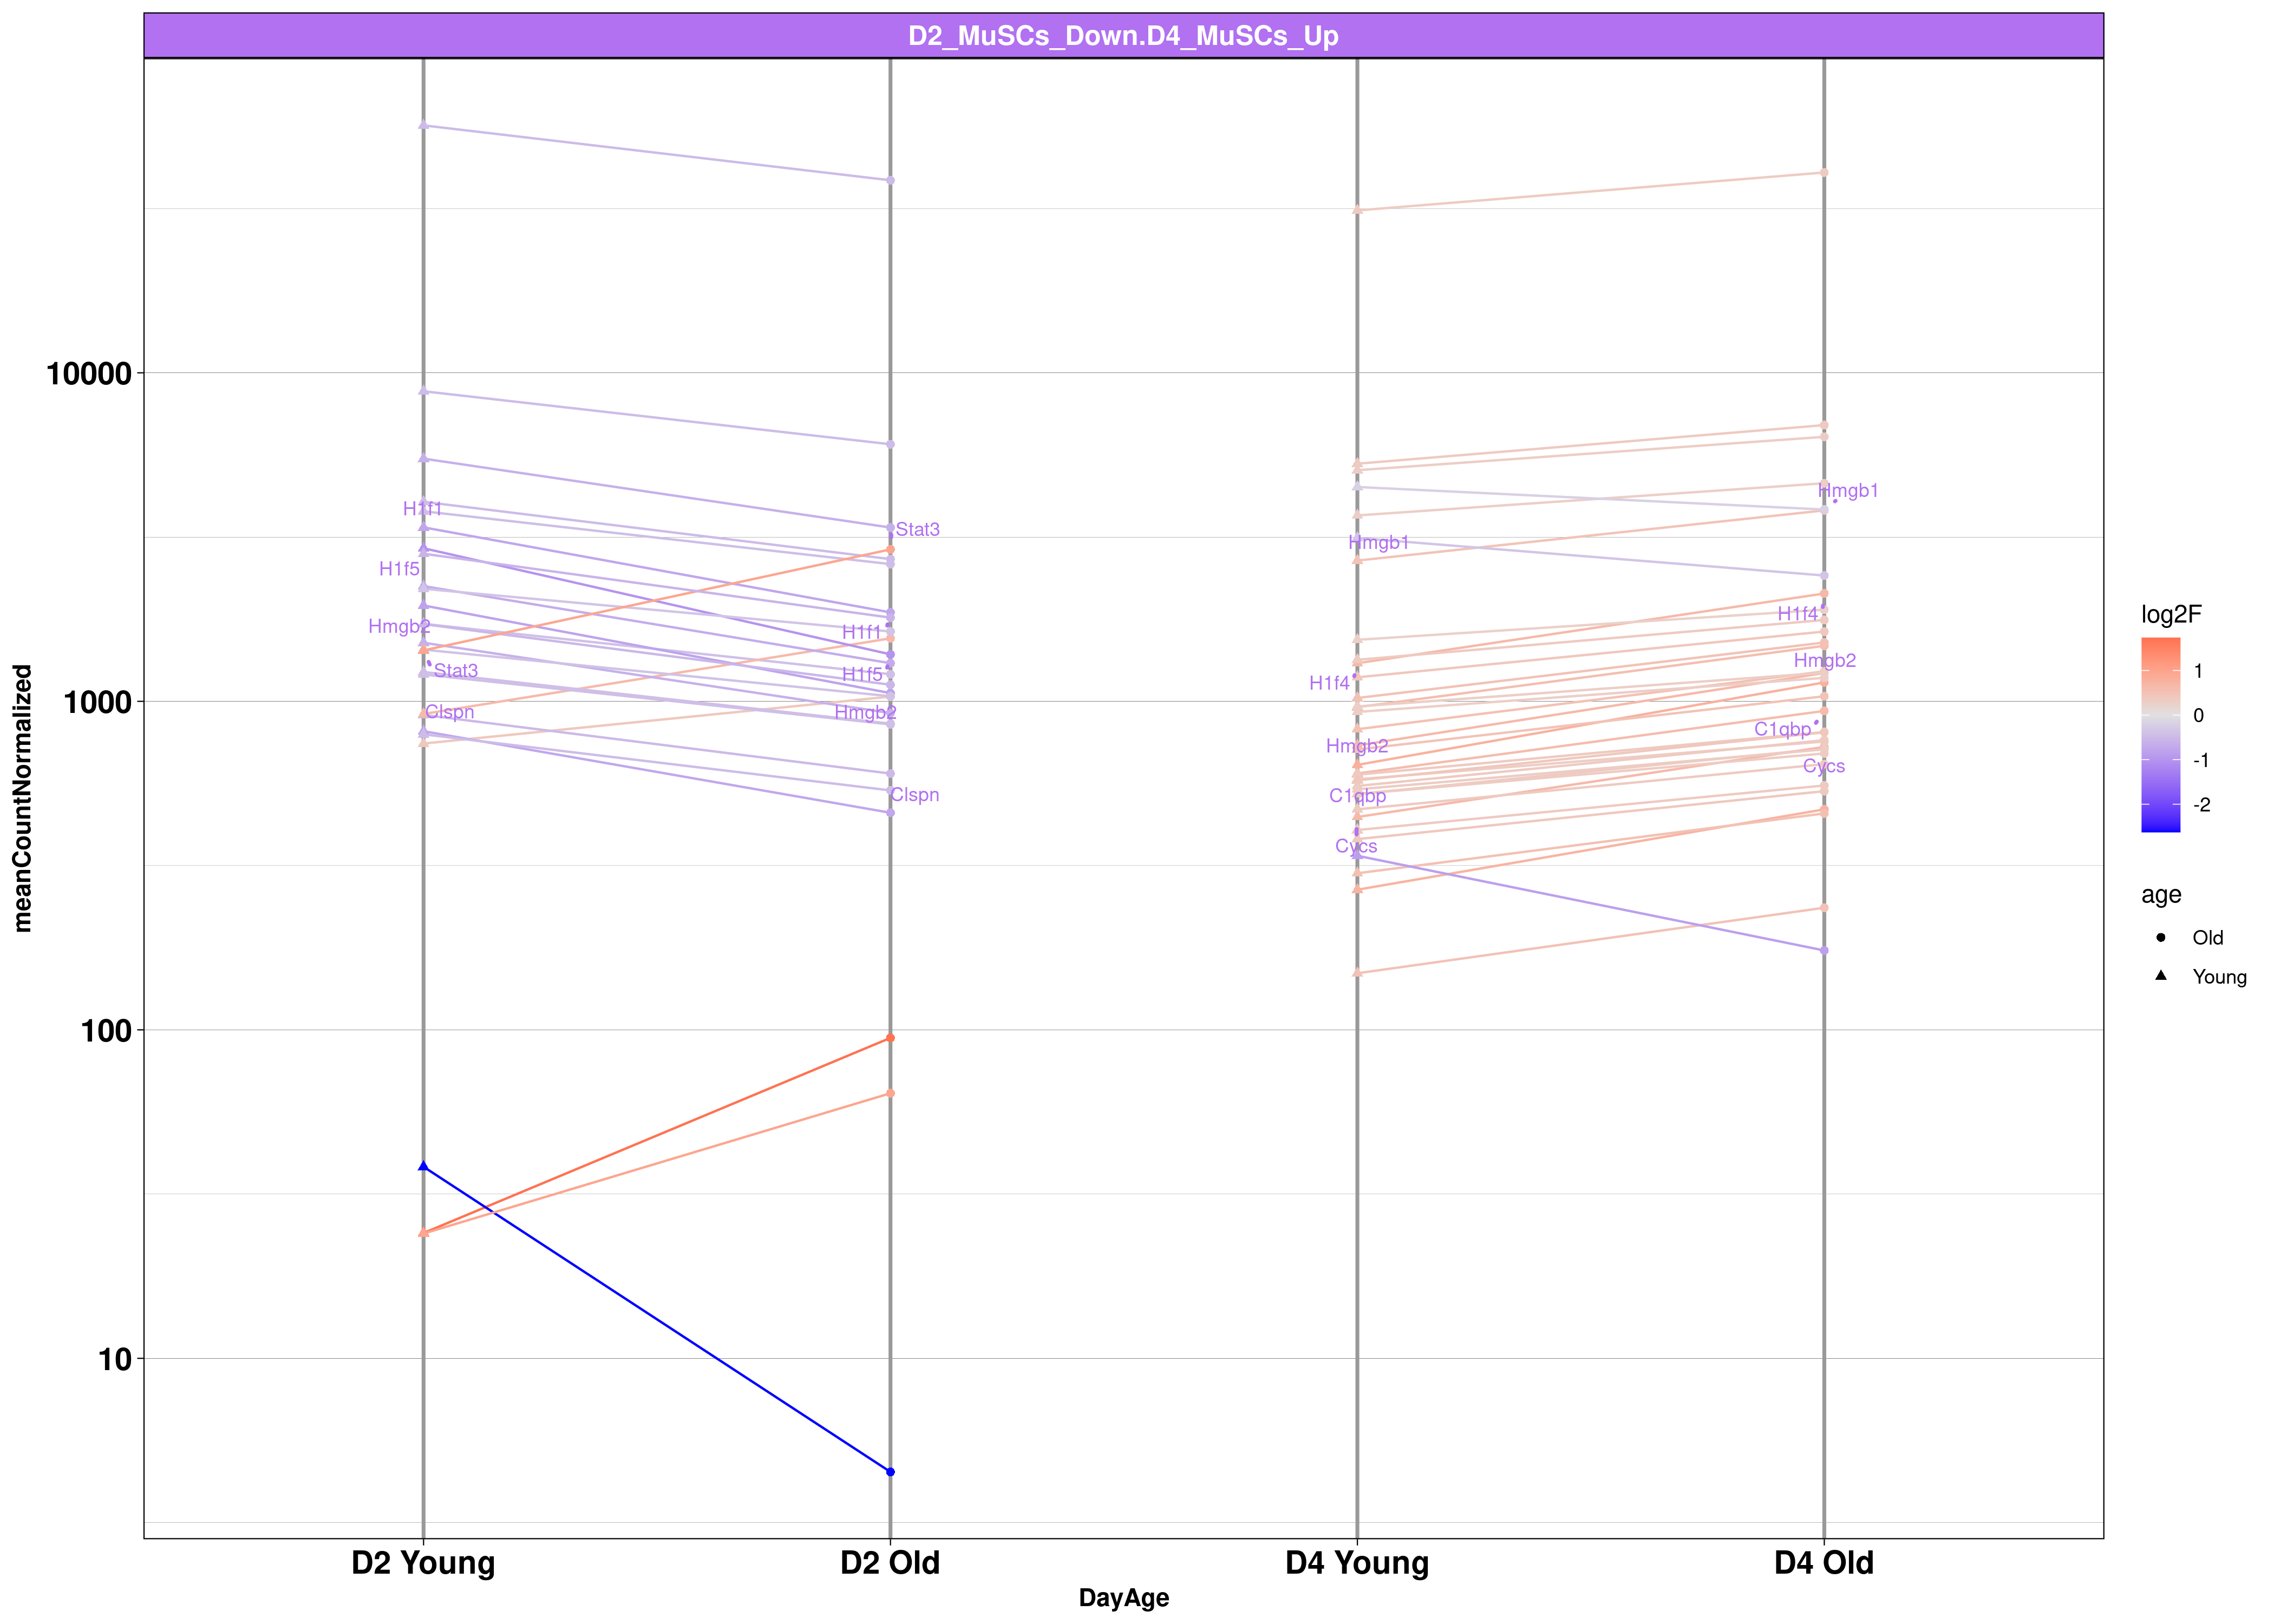 D2_MuSCs_Down.D4_MuSCs_Up
meanCountNormalized
10000
1000
100
10
H1f1
H1f5
Hmgb2
Stat3
Clspn
Stat3
H1f1
H1f5
Hmgb2
Clspn
Hmgb1
H1f4
Hmgb2
C1qbp
Cycs
Hmgb1
H1f4
Hmgb2
C1qbp
Cycs
D2 Young
D2 Old
D4 Young
D4 Old
DayAge
log2F
1
0
-1
-2
age
Old
Young